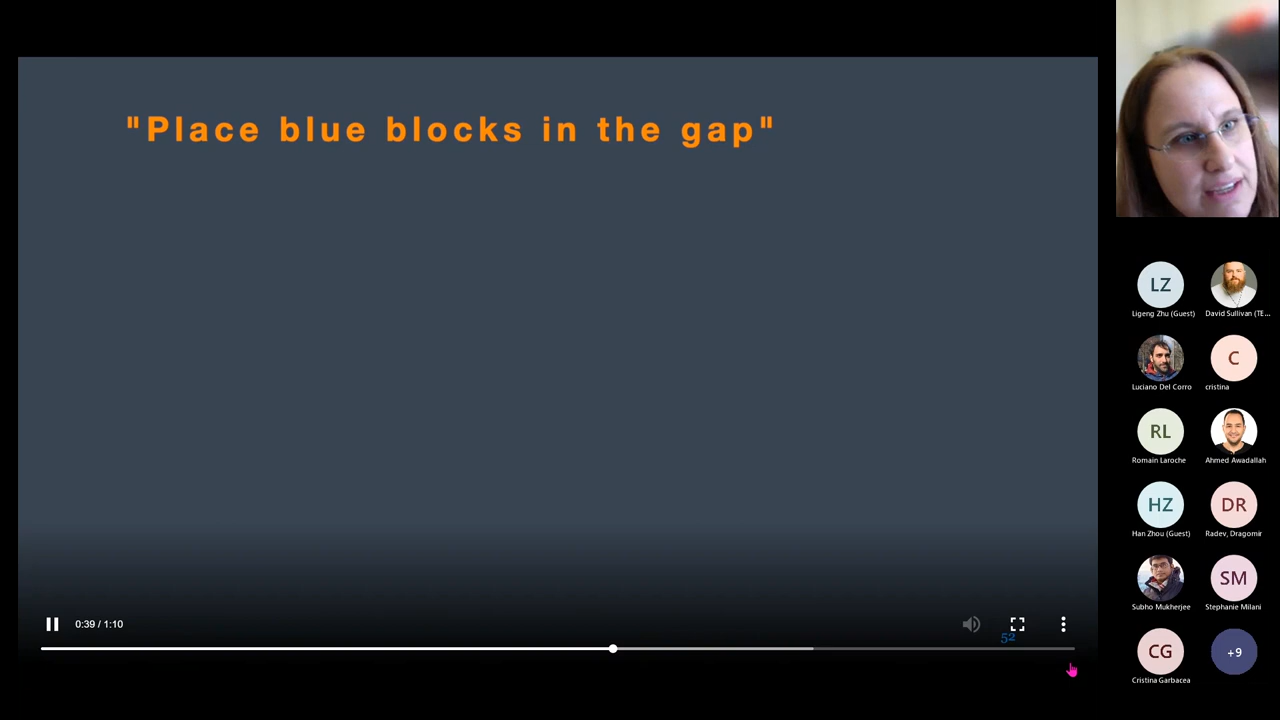 "Place blue blocks in the gap"
0:39 / 1:10
52
LZ
Ligeng Zhu (Guest)
David Sullivan (TE...
Luciano Del Corro
C
cristina
RL
Romain Laroche
Ahmed Awadallah
HZ
Han Zhou (Guest)
DR
Radev, Dragomir
Subho Mukherjee
SM
Stephanie Milani
CG
Cristina Garbacea
+9